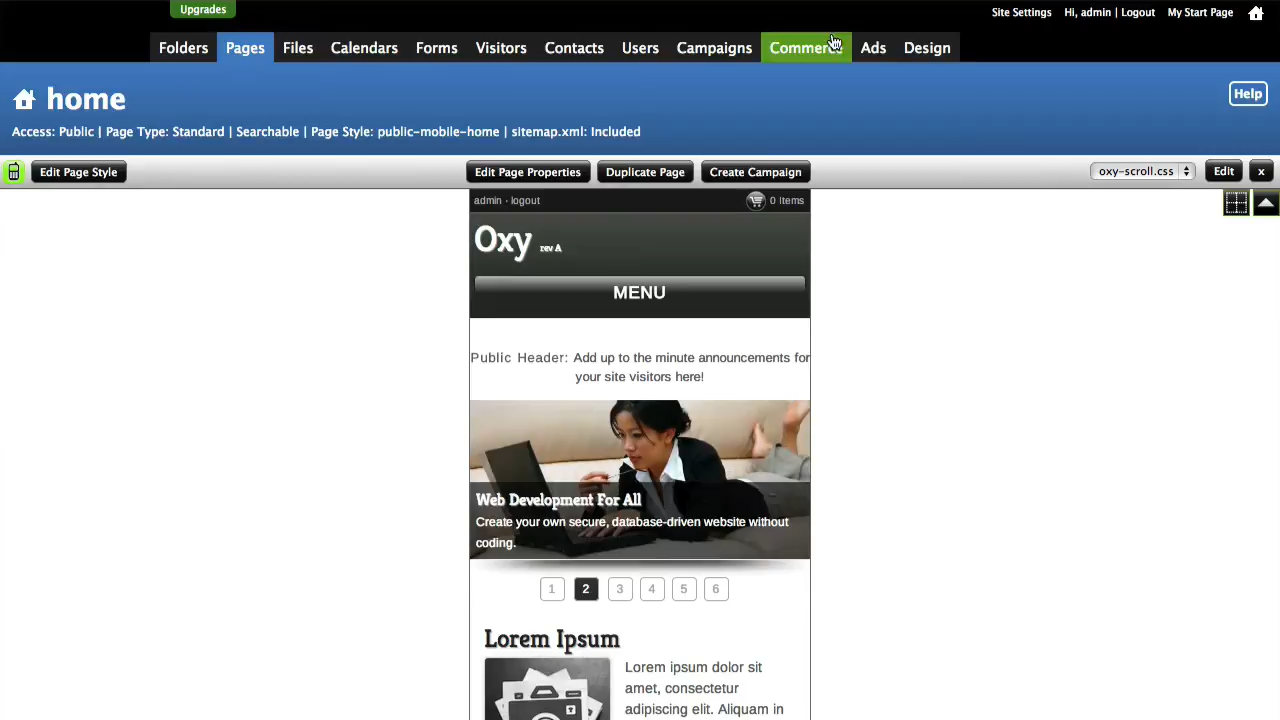 Upgrades
Site Settings | Hi, admin | Logout My Start Page
Folders Pages Files Calendars Forms Visitors Contacts Users Campaigns Commerce Ads Design
home
Help
Access: Public | Page Type: Standard | Searchable | Page Style: public-mobile-home | sitemap.xml: Included
Edit Page Style Edit Page Properties Duplicate Page Create Campaign oxy-scroll.css Edit x
admin · logout 0 Items
Oxy rev A
MENU
Public Header: Add up to the minute announcements for
your site visitors here!
Web Development For All
Create your own secure, database-driven website without
coding.
1 2 3 4 5 6
Lorem Ipsum
Lorem ipsum dolor sit
amet, consectetur
adipiscing elit. Aliquam in